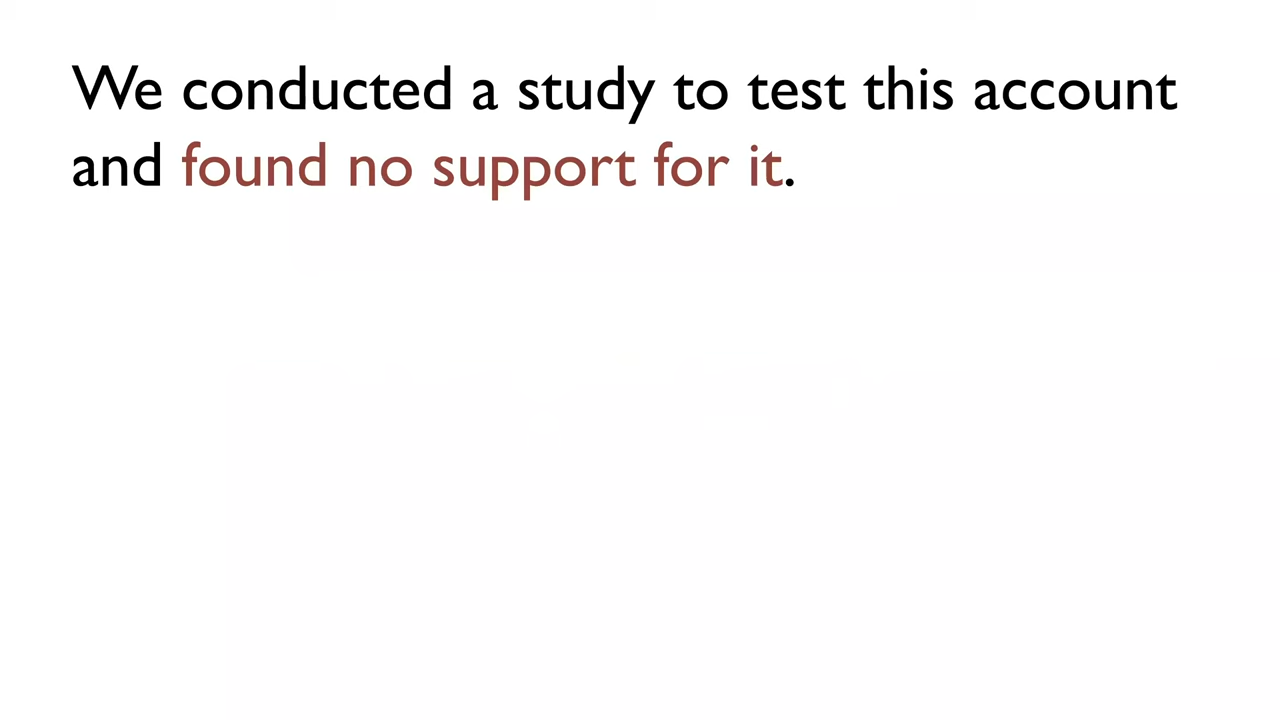 We conducted a study to test this account
and found no support for it.